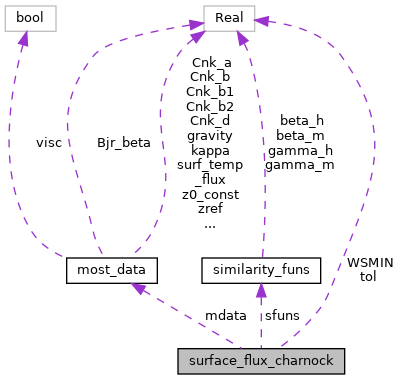 bool
Real
Cnk_a
Cnk_b
Cnk_b1
Cnk_b2
Cnk_d
gravity
kappa
surf_temp
_flux
z0_const
zref
...
visc
Bjr_beta
beta_h
beta_m
gamma_h
gamma_m
WSMIN
tol
most_data
similarity_funs
mdata
sfuns
surface_flux_charnock